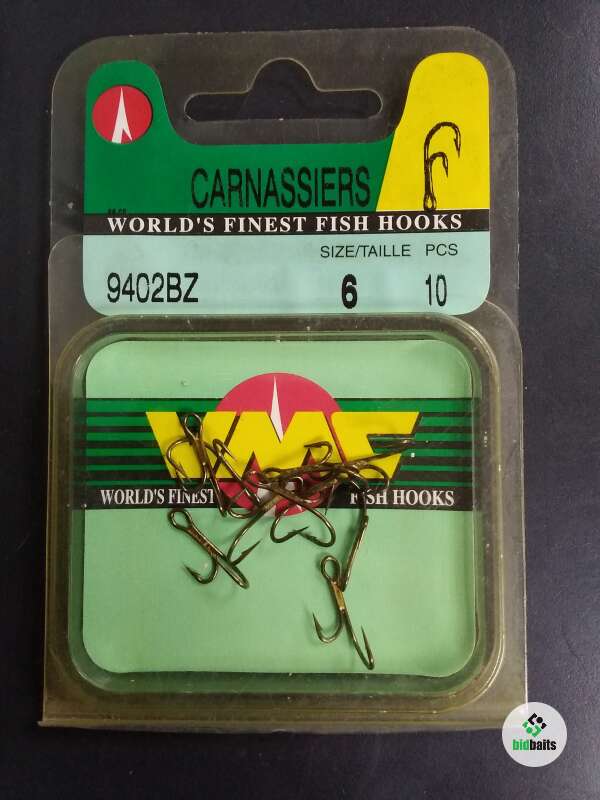 CARNASSIERS
WORLD'S FINEST FISH HOOKS
SIZE/TAILLE PCS
9402BZ 6 10
VMC
WORLD'S FINEST FISH HOOKS
bidbaits